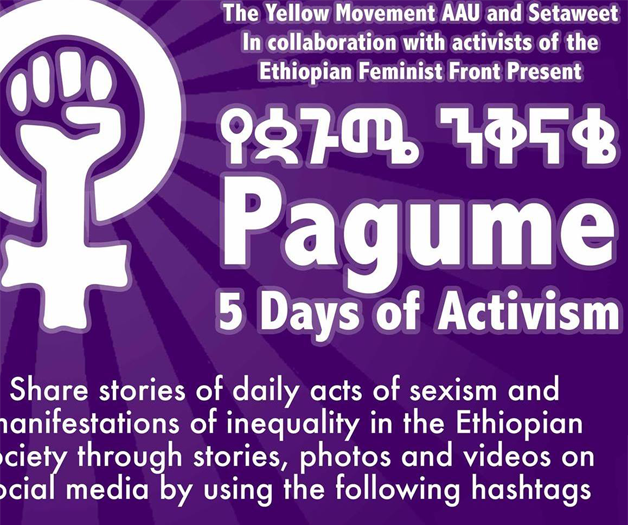 The Yellow Movement AAU and Setaweet
In collaboration with activists of the
Ethiopian Feminist Front Present
የጷጉሜ ንቅናቄ
Pagume
5 Days of Activism
Share stories of daily acts of sexism and
manifestations of inequality in the Ethiopian
ociety through stories, photos and videos on
ocial media by using the following hashtags